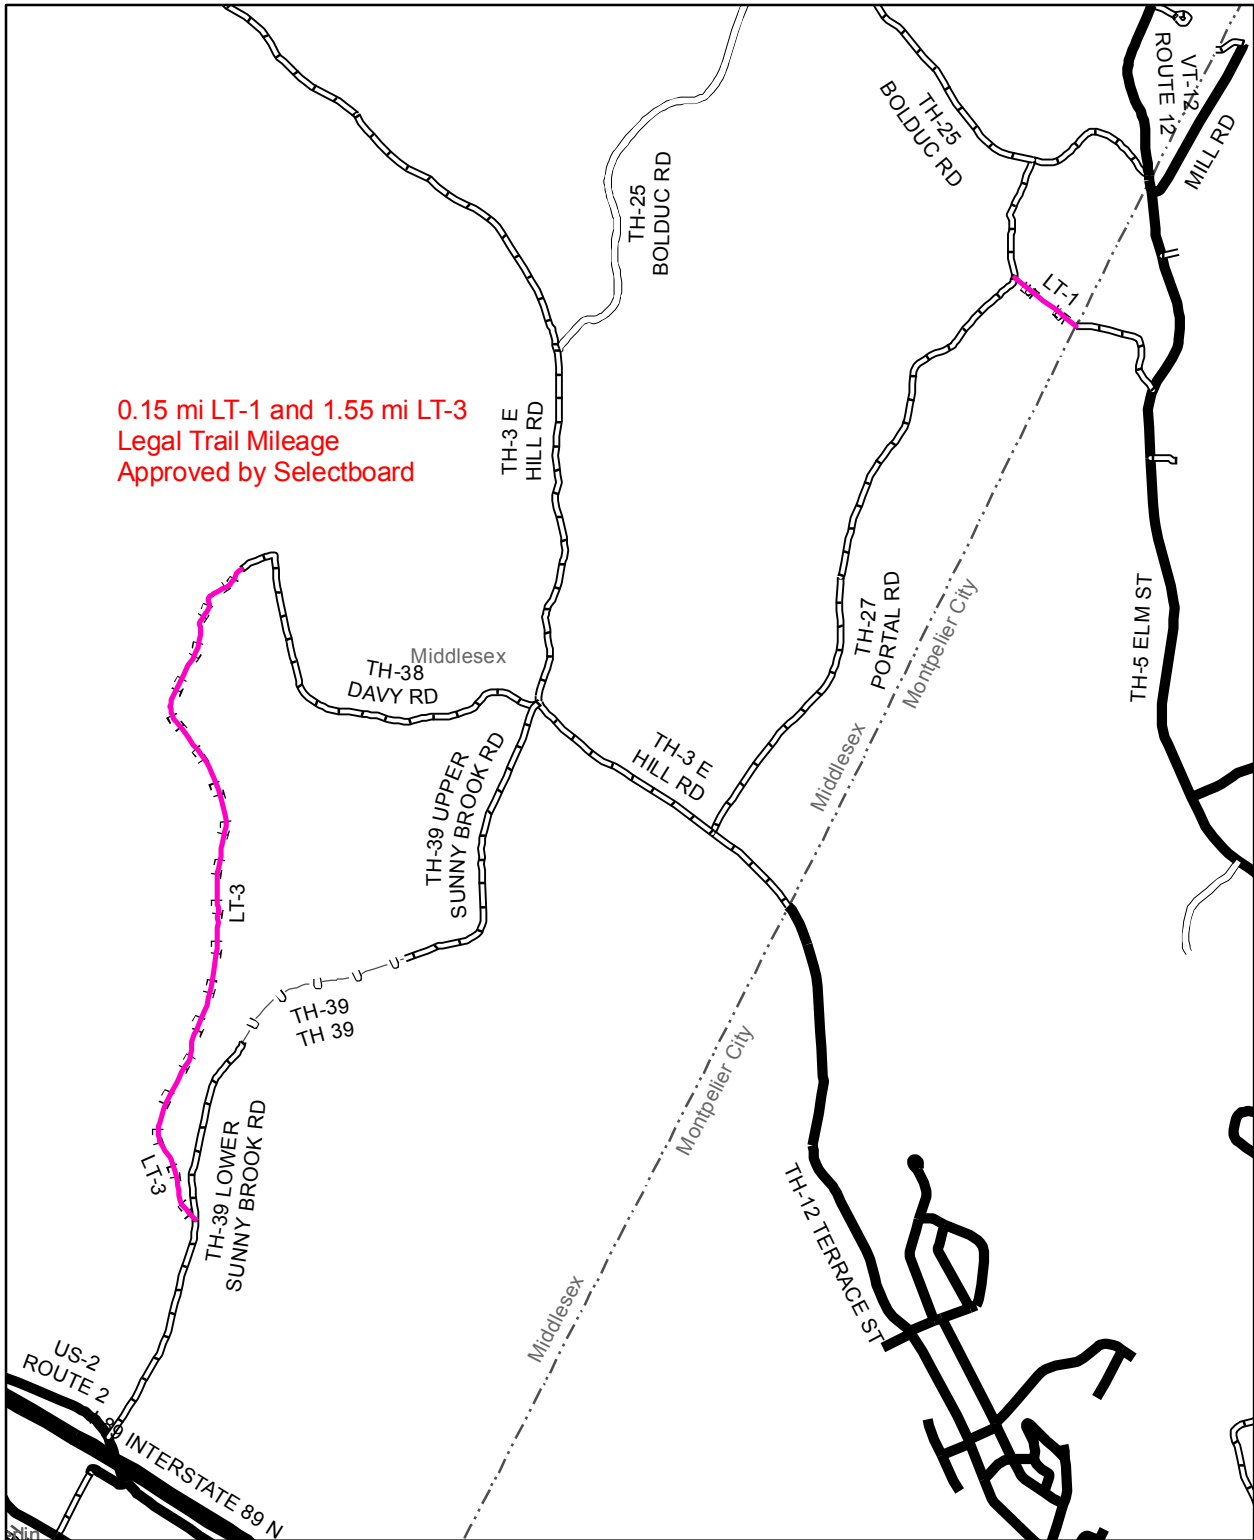 VT-12
ROUTE 12
MILL RD
TH-25
BOLDUC RD
TH-25
BOLDUC RD
LT-1
0.15 mi LT-1 and 1.55 mi LT-3
Legal Trail Mileage
Approved by Selectboard
TH-3 E
HILL RD
TH-27
PORTAL RD
Montpelier City
TH-5 ELM ST
Middlesex
TH-38
DAVY RD
TH-3 E
HILL RD
Middlesex
TH-39 UPPER
SUNNY BROOK RD
LT-3
TH-39
TH 39
Montpelier City
TH-39 LOWER
SUNNY BROOK RD
LT-3
TH-12 TERRACE ST
Middlesex
US-2
ROUTE 2
INTERSTATE 89 N